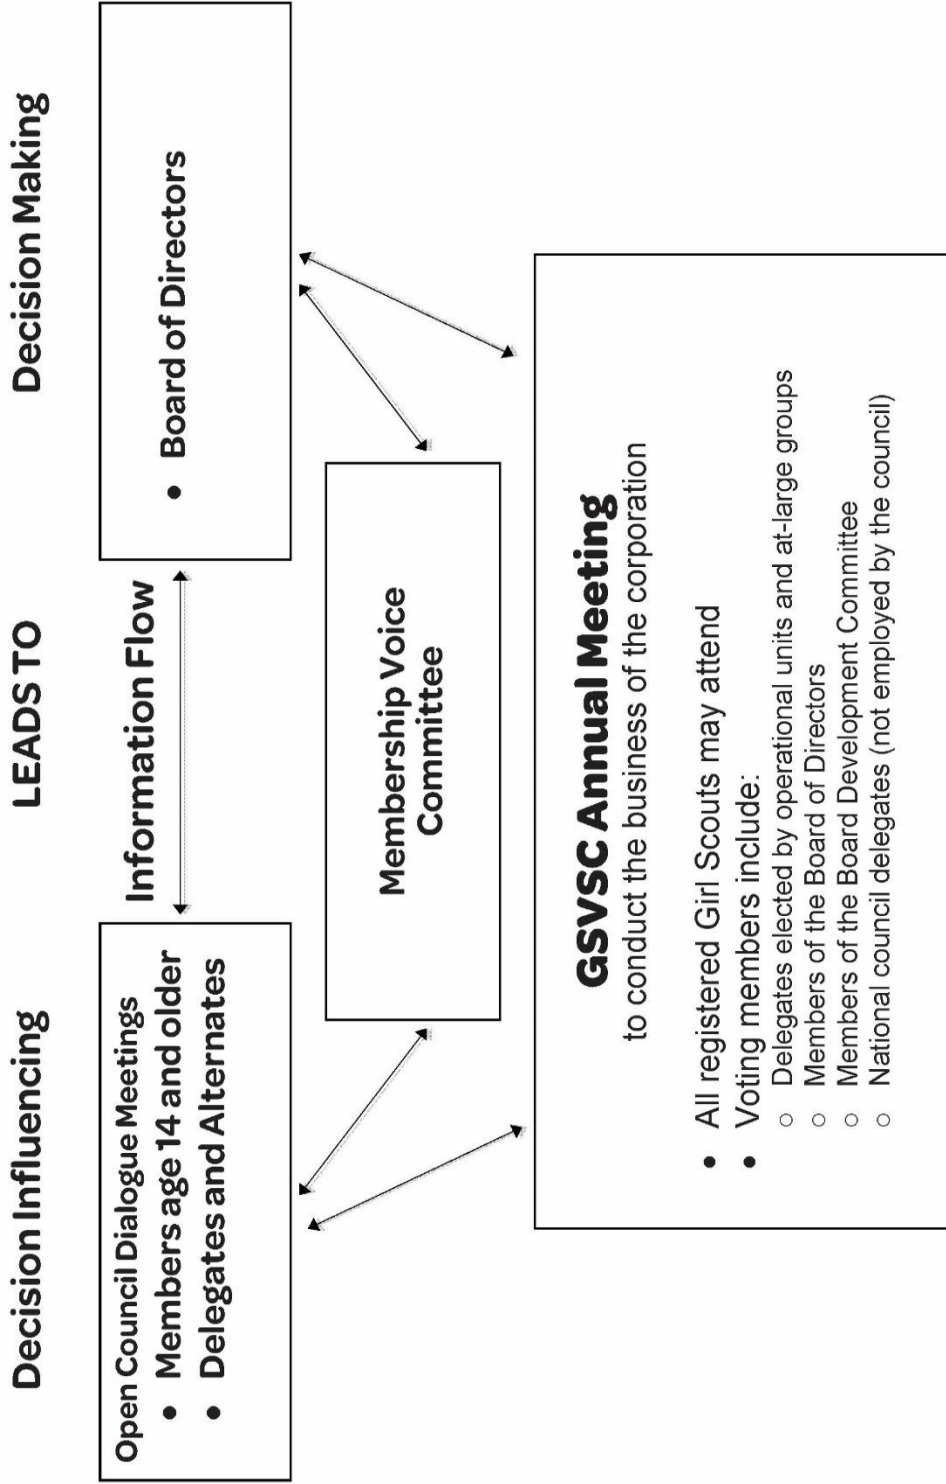 Decision Influencing
LEADS TO
Decision Making
Open Council Dialogue Meetings
• Members age 14 and older
• Delegates and Alternates
Information Flow
• Board of Directors
Membership Voice
Committee
GSVSC Annual Meeting
to conduct the business of the corporation
• All registered Girl Scouts may attend
• Voting members include:
○ Delegates elected by operational units and at-large groups
○ Members of the Board of Directors
○ Members of the Board Development Committee
○ National council delegates (not employed by the council)